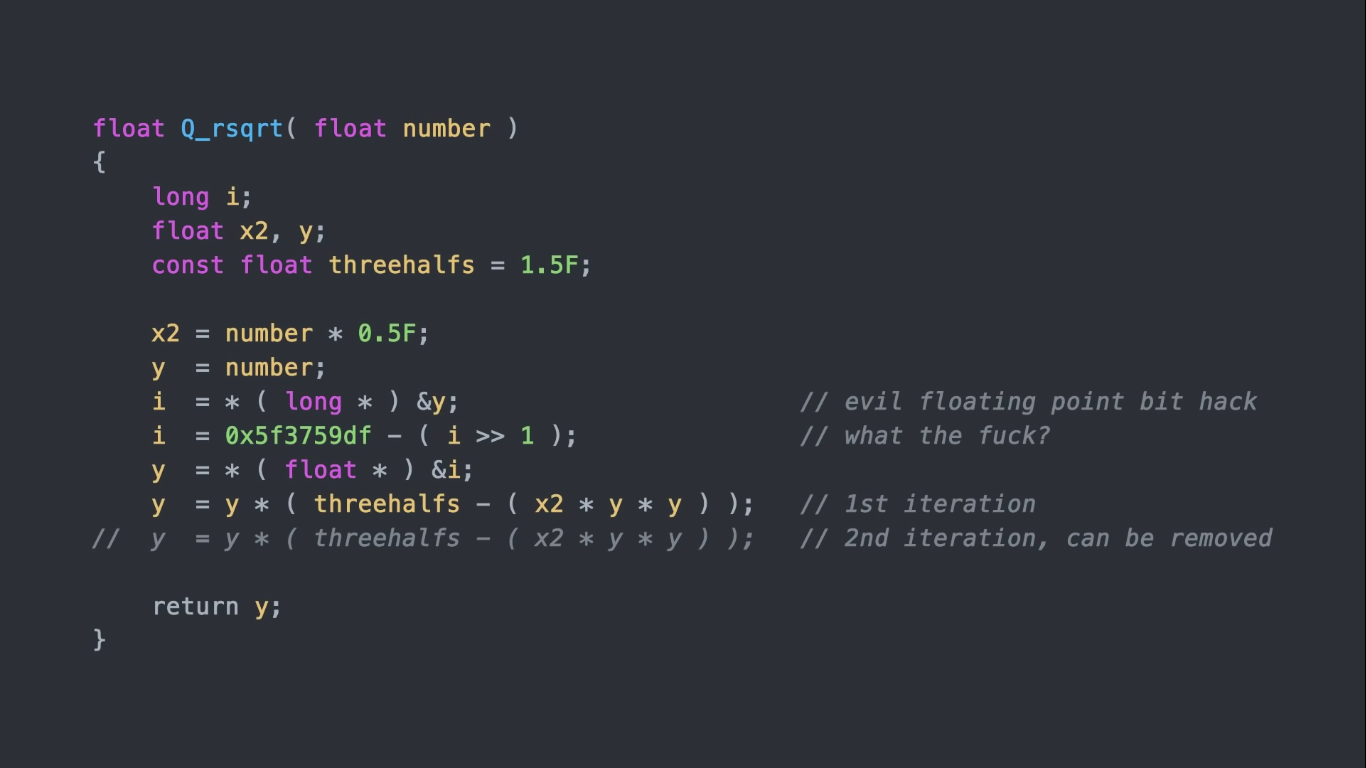 float Q_rsqrt( float number )
{
    long i;
    float x2, y;
    const float threehalfs = 1.5F;

    x2 = number * 0.5F;
    y  = number;
    i  = * ( long * ) &y;                       // evil floating point bit hack
    i  = 0x5f3759df - ( i >> 1 );               // what the fuck?
    y  = * ( float * ) &i;
    y  = y * ( threehalfs - ( x2 * y * y ) );   // 1st iteration
//  y  = y * ( threehalfs - ( x2 * y * y ) );   // 2nd iteration, can be removed

    return y;
}